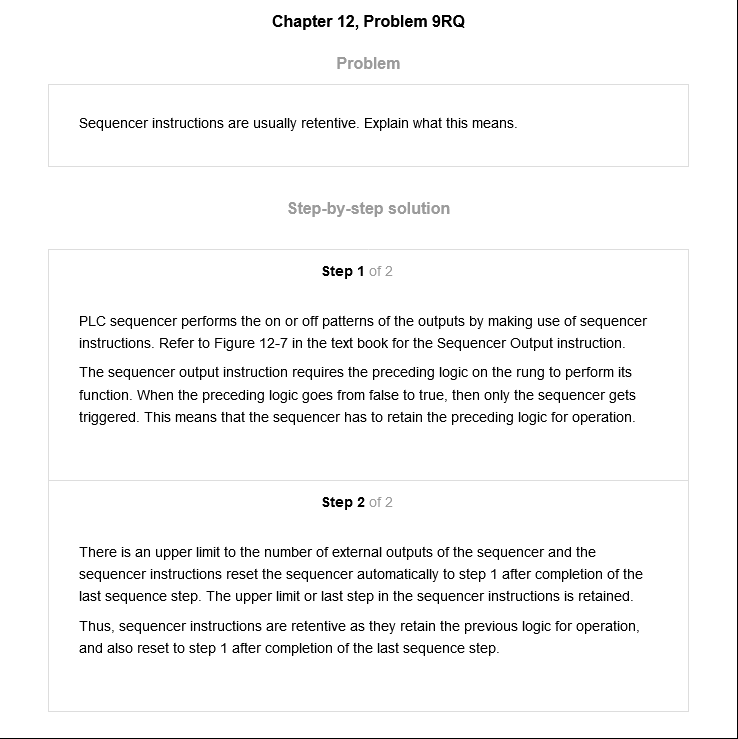 Chapter 12, Problem 9RQ
Problem
Sequencer instructions are usually retentive. Explain what this means.
Step-by-step solution
Step 1 of 2
PLC sequencer performs the on or off patterns of the outputs by making use of sequencer
instructions. Refer to Figure 12-7 in the text book for the Sequencer Output instruction.
The sequencer output instruction requires the preceding logic on the rung to perform its
function. When the preceding logic goes from false to true, then only the sequencer gets
triggered. This means that the sequencer has to retain the preceding logic for operation.
Step 2 of 2
There is an upper limit to the number of external outputs of the sequencer and the
sequencer instructions reset the sequencer automatically to step 1 after completion of the
last sequence step. The upper limit or last step in the sequencer instructions is retained.
Thus, sequencer instructions are retentive as they retain the previous logic for operation,
and also reset to step 1 after completion of the last sequence step.